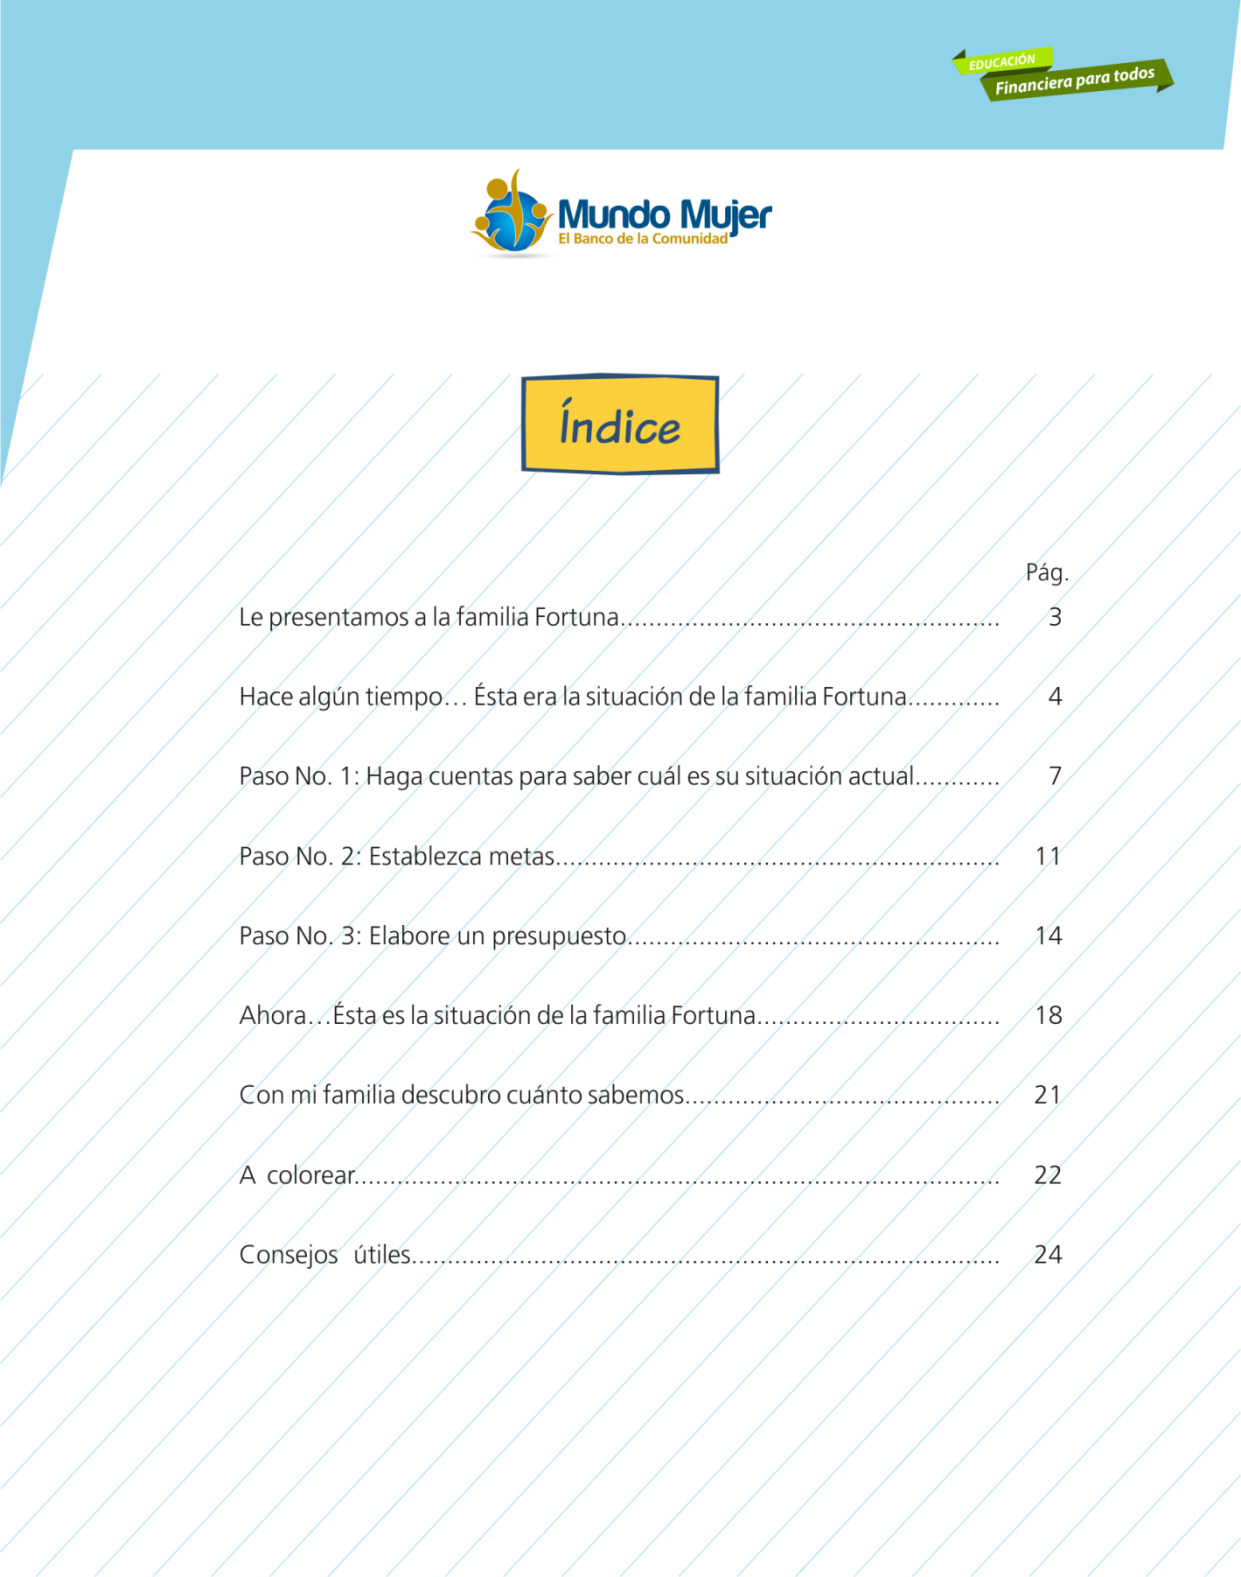 EDUCACIÓN
Financiera para todos
Mundo Mujer
El Banco de la Comunidad
Índice
Pág.
Le presentamos a la familia Fortuna..................................................... 3
Hace algún tiempo... Ésta era la situación de la familia Fortuna............. 4
Paso No. 1: Haga cuentas para saber cuál es su situación actual............ 7
Paso No. 2: Establezca metas.............................................................. 11
Paso No. 3: Elabore un presupuesto.................................................... 14
Ahora...Ésta es la situación de la familia Fortuna.................................. 18
Con mi familia descubro cuánto sabemos............................................ 21
A colorear.......................................................................................... 22
Consejos útiles.................................................................................. 24